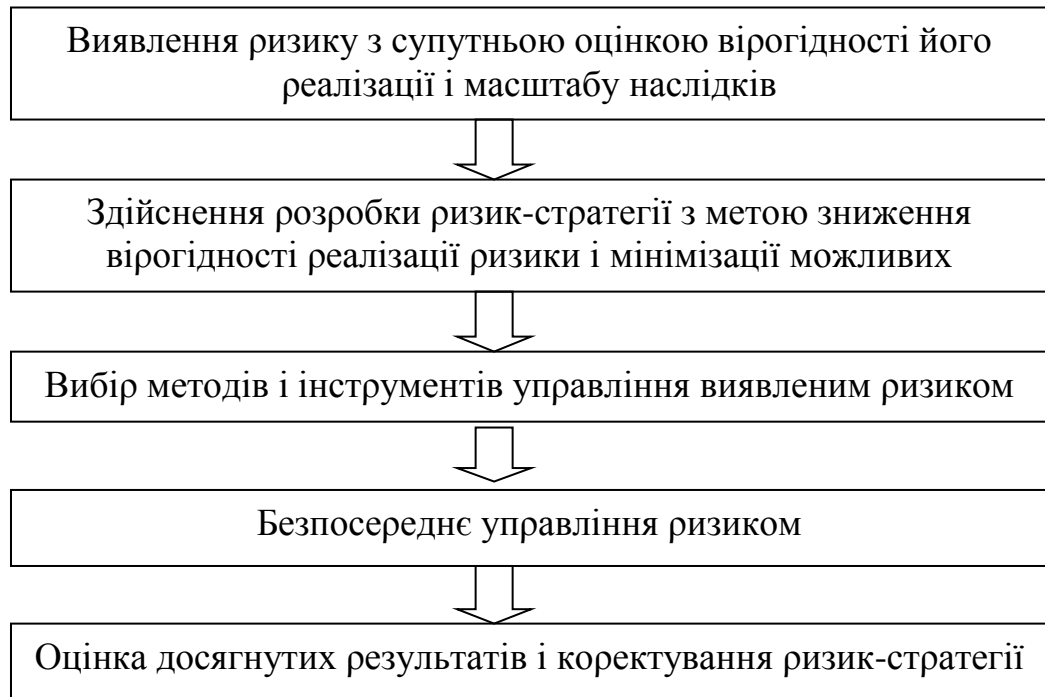 Виявлення ризику з супутньою оцінкою вірогідності його
реалізації і масштабу наслідків
Здійснення розробки ризик-стратегії з метою зниження
вірогідності реалізації ризики і мінімізації можливих
Вибір методів і інструментів управління виявленим ризиком
Безпосереднє управління ризиком
Оцінка досягнутих результатів і коректування ризик-стратегії